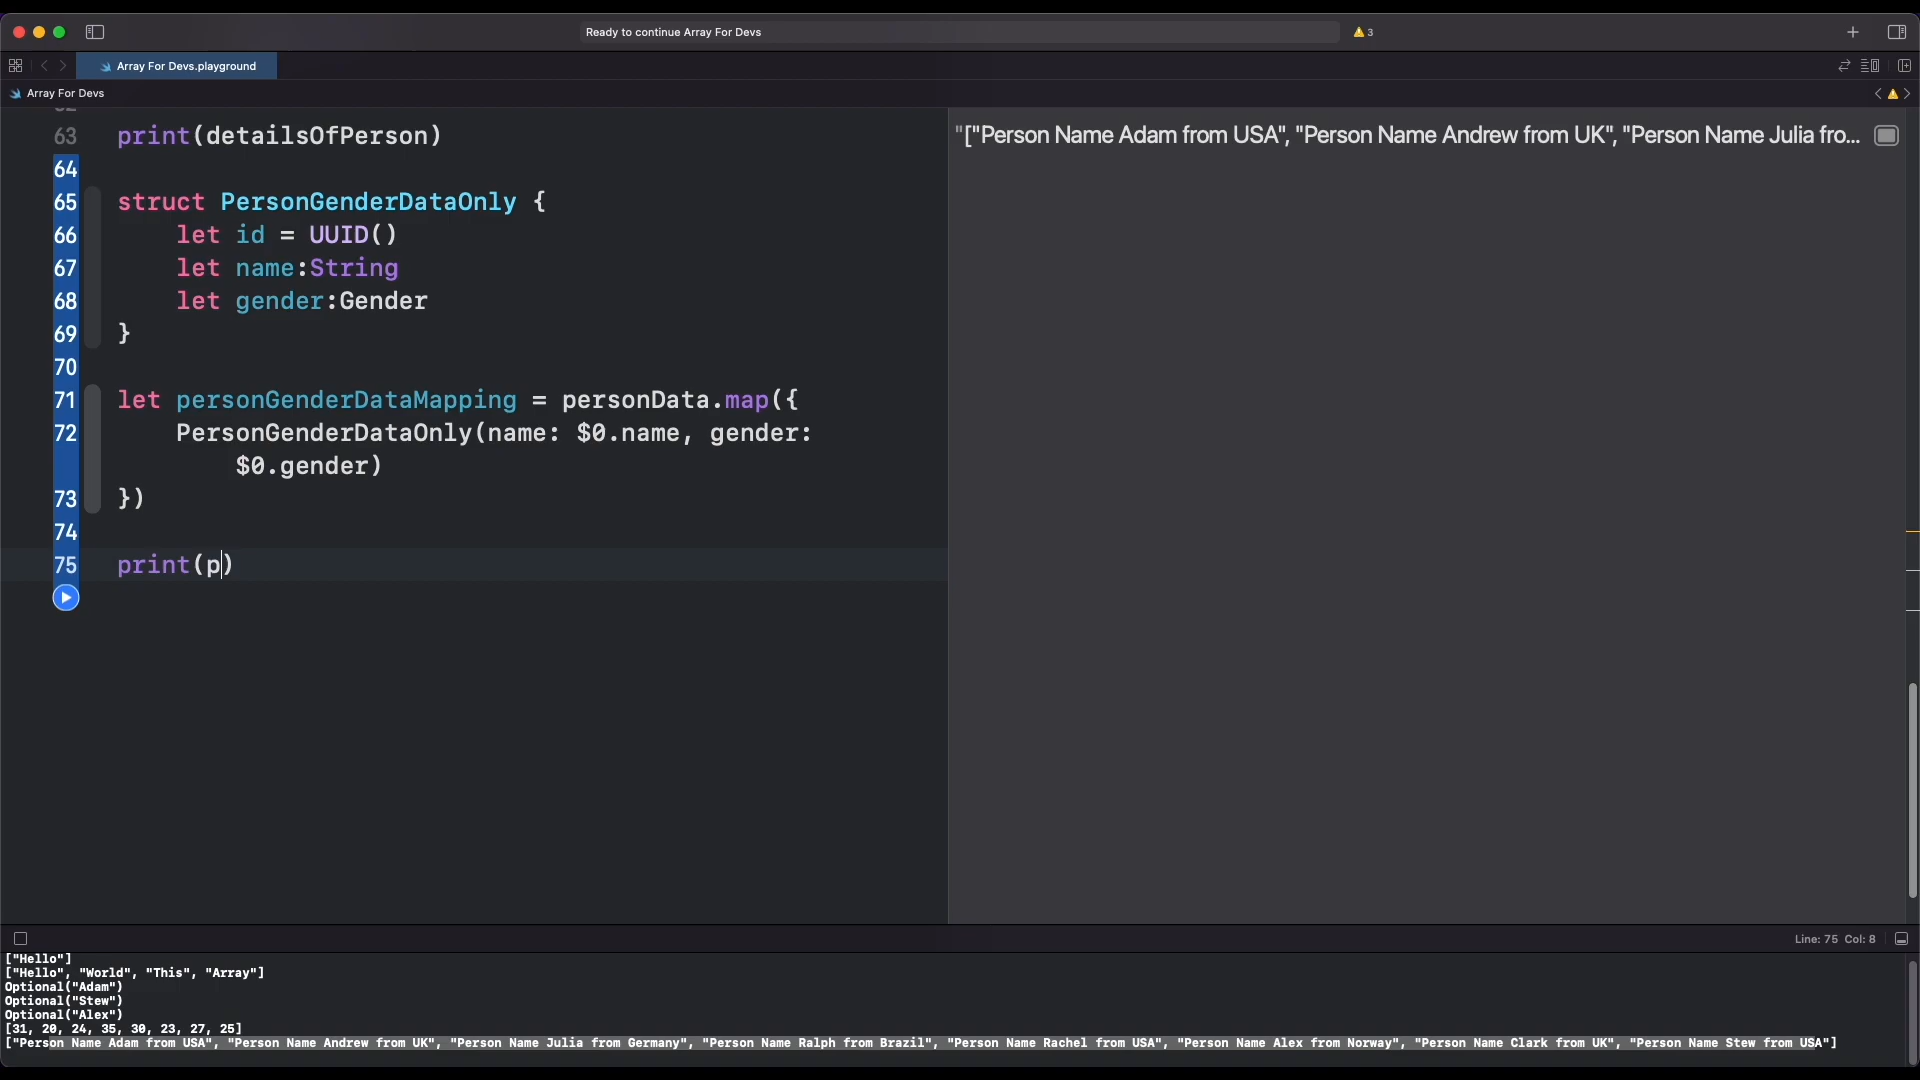 Ready to continue Array For Devs
3
Array For Devs.playground
Array For Devs
63 print(detailsOfPerson)
"["Person Name Adam from USA", "Person Name Andrew from UK", "Person Name Julia fro...
64
65 struct PersonGenderDataOnly {
66 let id = UUID()
67 let name:String
68 let gender:Gender
69 }
70
71 let personGenderDataMapping = personData.map({
72 PersonGenderDataOnly(name: $0.name, gender:
$0.gender)
73 })
74
75 print(p)
Line: 75 Col: 8
["Hello"]
["Hello", "World", "This", "Array"]
Optional("Adam")
Optional("Stew")
Optional("Alex")
[31, 20, 24, 35, 30, 23, 27, 25]
["Person Name Adam from USA", "Person Name Andrew from UK", "Person Name Julia from Germany", "Person Name Ralph from Brazil", "Person Name Rachel from USA", "Person Name Alex from Norway", "Person Name Clark from UK", "Person Name Stew from USA"]